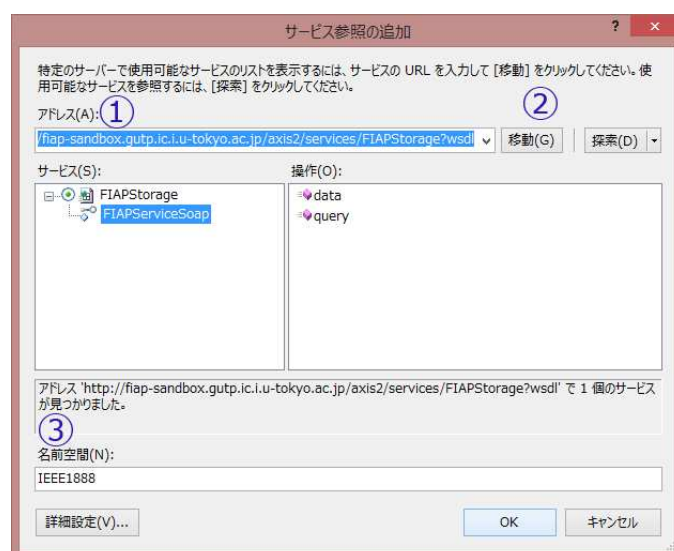 サービス参照の追加
? ×
特定のサーバーで使用可能なサービスのリストを表示するには、サービスの URL を入力して [移動] をクリックしてください。使
用可能なサービスを参照するには、[探索] をクリックしてください。
アドレス(A): ① ②
/fiap-sandbox.gutp.ic.i.u-tokyo.ac.jp/axis2/services/FIAPStorage?wsdl 移動(G) 探索(D)
サービス(S): 操作(O):
FIAPStorage data
FIAPServiceSoap query
アドレス 'http://fiap-sandbox.gutp.ic.i.u-tokyo.ac.jp/axis2/services/FIAPStorage?wsdl' で 1 個のサービス
が見つかりました。
③
名前空間(N):
IEEE1888
詳細設定(V)... OK キャンセル